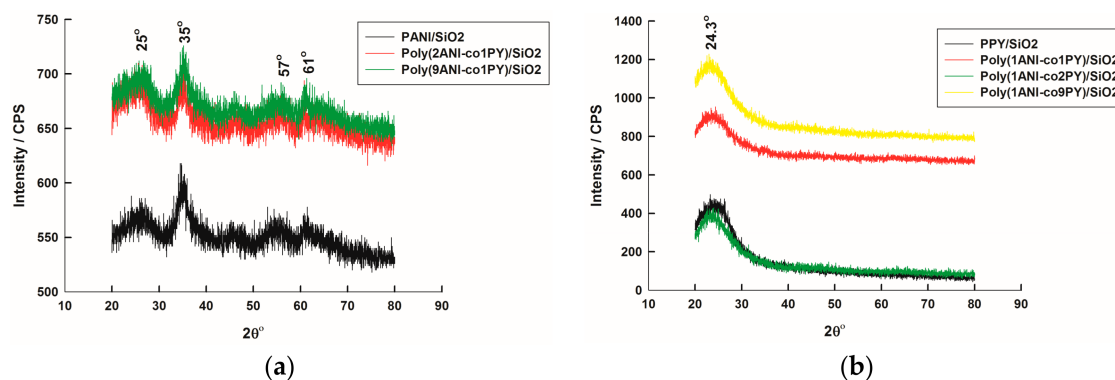 750
700
650
600
550
500
Intensity / CPS
10 20 30 40 50 60 70 80 90
2θ°
25°
35°
57°
61°
PANI/SiO2
Poly(2ANI-co1PY)/SiO2
Poly(9ANI-co1PY)/SiO2
(a)
1400
1200
1000
800
600
400
200
0
Intensity / CPS
10 20 30 40 50 60 70 80 90
2θ°
24.3°
PPY/SiO2
Poly(1ANI-co1PY)/SiO2
Poly(1ANI-co2PY)/SiO2
Poly(1ANI-co9PY)/SiO2
(b)